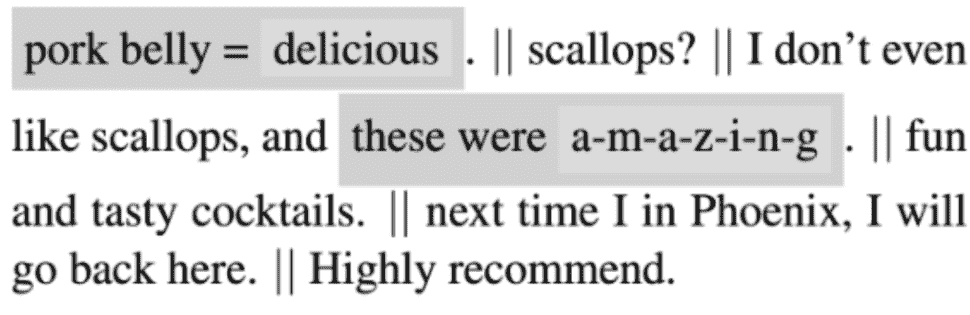 pork belly = delicious . || scallops? || I don’t even
like scallops, and these were a-m-a-z-i-n-g . || fun
and tasty cocktails. || next time I in Phoenix, I will
go back here. || Highly recommend.